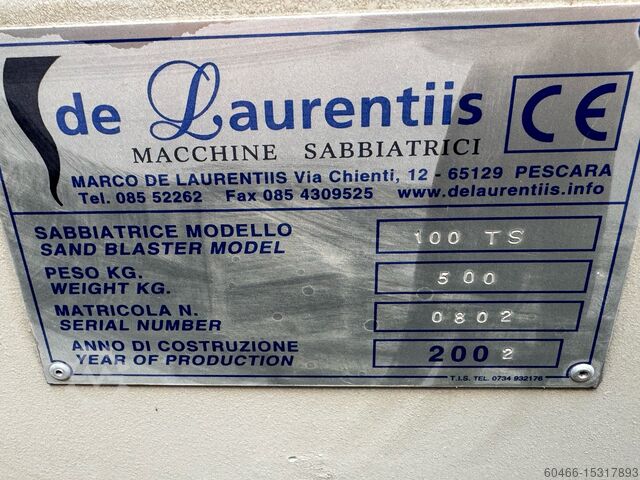 de Laurentiis
CE
MACCHINE SABBIATRICI
MARCO DE LAURENTIIS Via Chienti, 12 - 65129 PESCARA
Tel. 085 52262 Fax 085 4309525 www.delaurentiis.info
SABBIATRICE MODELLO
SAND BLASTER MODEL
100 TS
PESO KG.
WEIGHT KG.
500
MATRICOLA N.
SERIAL NUMBER
0802
ANNO DI COSTRUZIONE
YEAR OF PRODUCTION
2002
T.I.S. TEL. 0734 932176
60466-15317893